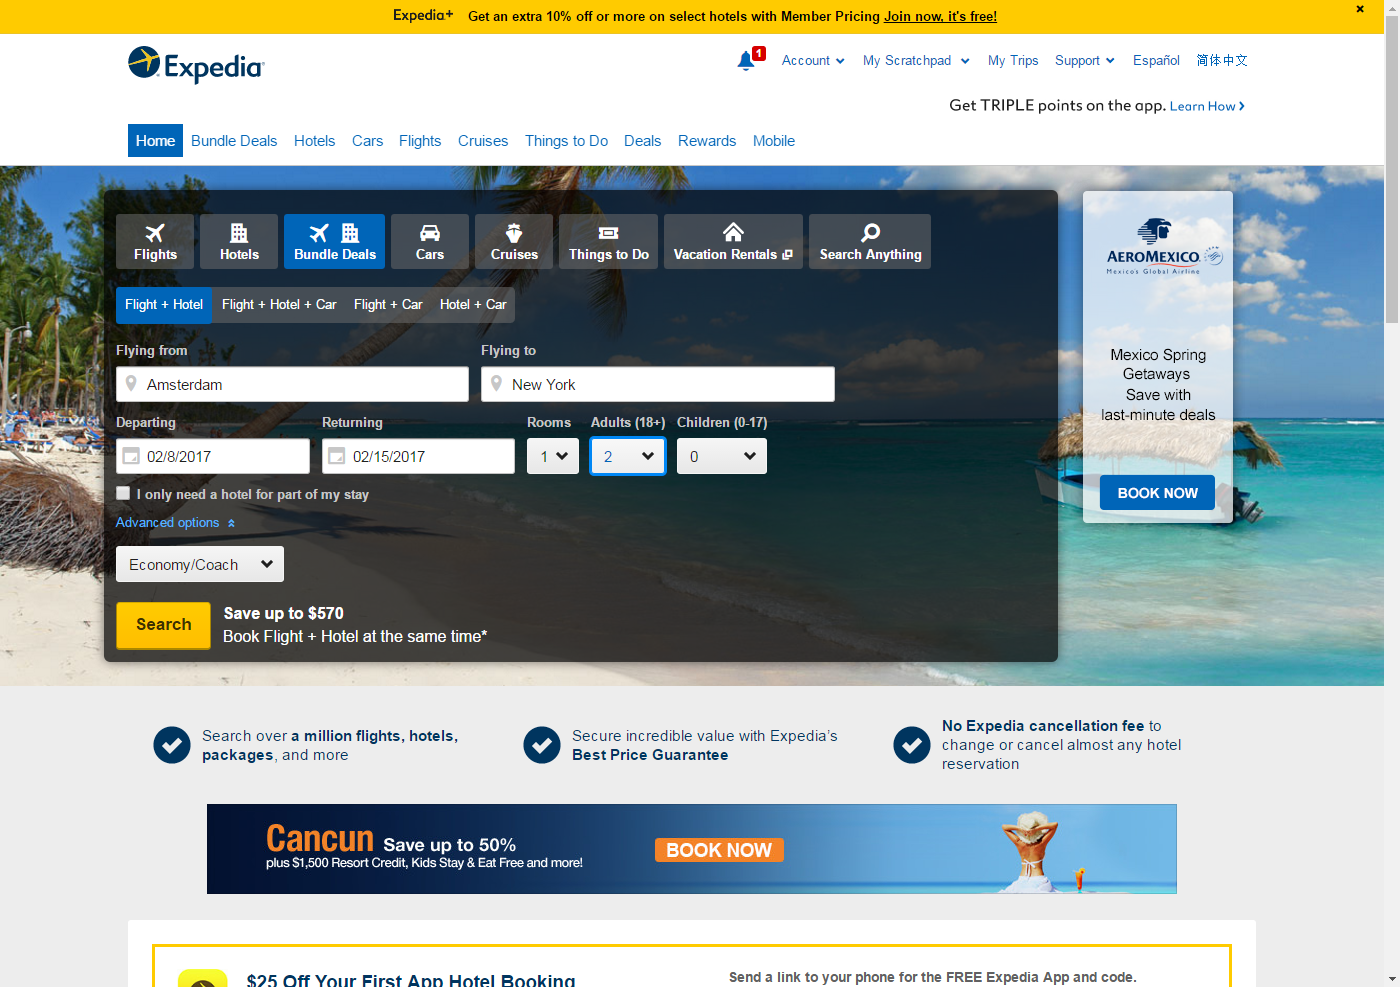 Expedia+ Get an extra 10% off or more on select hotels with Member Pricing Join now, it's free!
Expedia
1 Account My Scratchpad My Trips Support Español 简体中文
Get TRIPLE points on the app. Learn How
Home Bundle Deals Hotels Cars Flights Cruises Things to Do Deals Rewards Mobile
Flights Hotels Bundle Deals Cars Cruises Things to Do Vacation Rentals Search Anything
Flight + Hotel Flight + Hotel + Car Flight + Car Hotel + Car
Flying from Flying to
Amsterdam New York
Departing Returning Rooms Adults (18+) Children (0-17)
02/8/2017 02/15/2017 1 2 0
I only need a hotel for part of my stay
Advanced options
Economy/Coach
Search
Save up to $570
Book Flight + Hotel at the same time*
AEROMEXICO.
Mexico's Global Airline
Mexico Spring
Getaways
Save with
last-minute deals
BOOK NOW
Search over a million flights, hotels,
packages, and more
Secure incredible value with Expedia's
Best Price Guarantee
No Expedia cancellation fee to
change or cancel almost any hotel
reservation
Cancun Save up to 50%
plus $1,500 Resort Credit, Kids Stay & Eat Free and more!
BOOK NOW
$25 Off Your First App Hotel Booking
Send a link to your phone for the FREE Expedia App and code.